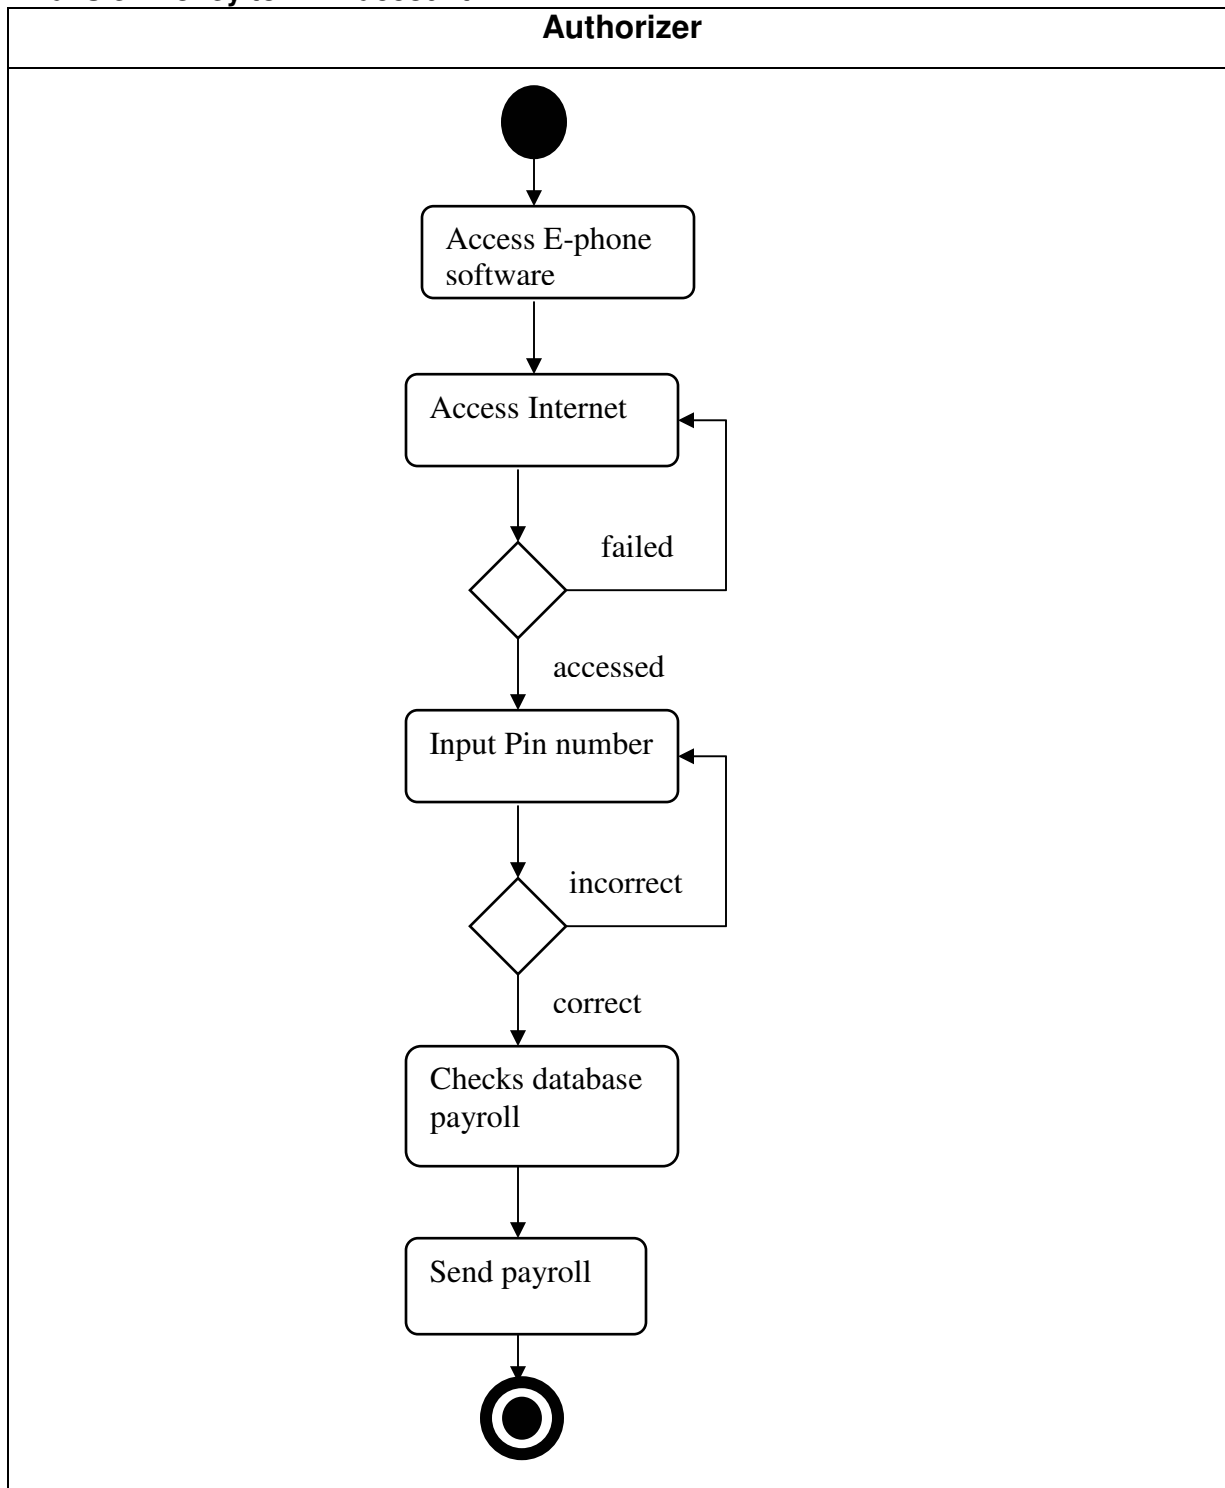 Authorizer
Access E-phone
software
Access Internet
failed
accessed
Input Pin number
incorrect
correct
Checks database
payroll
Send payroll